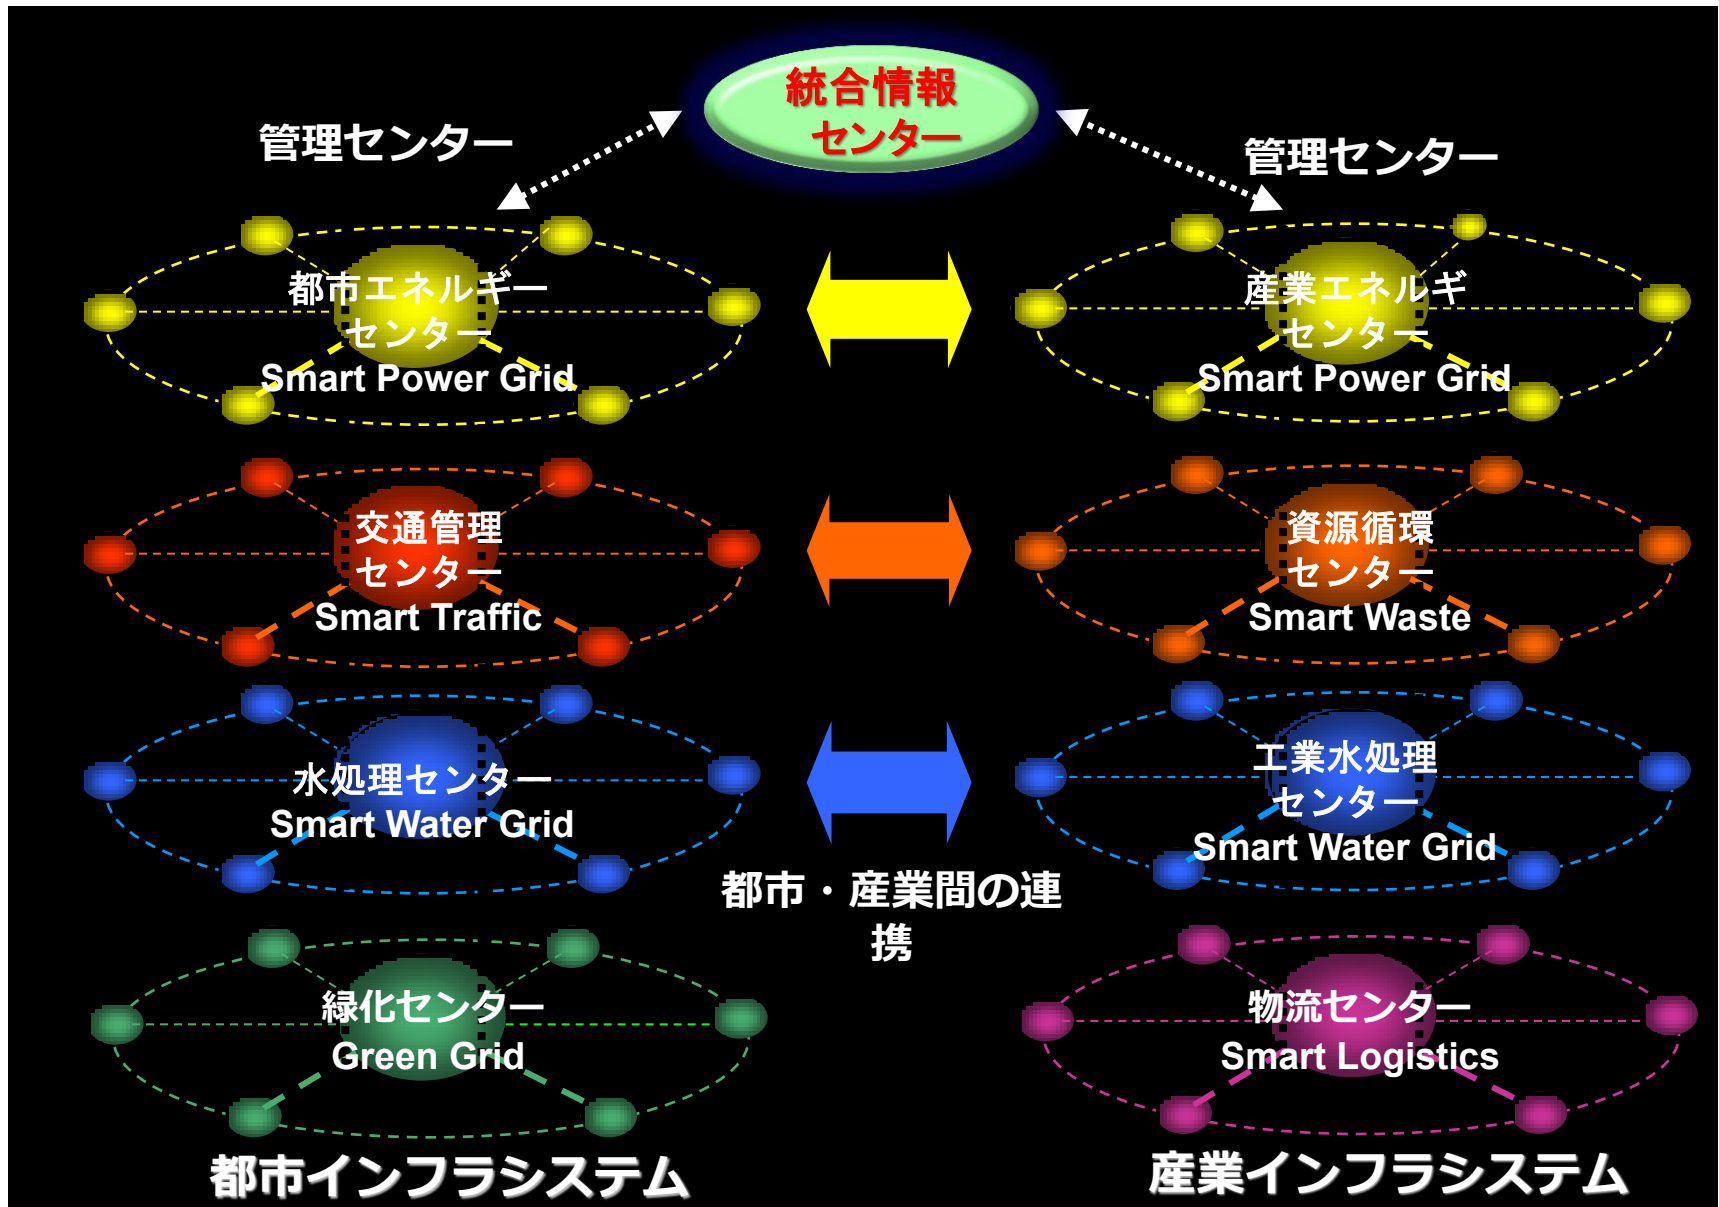 統合情報
センター
管理センター
管理センター
都市エネルギー
センター
Smart Power Grid
産業エネルギ
センター
Smart Power Grid
交通管理
センター
Smart Traffic
資源循環
センター
Smart Waste
水処理センター
Smart Water Grid
工業水処理
センター
Smart Water Grid
都市・産業間の連
携
緑化センター
Green Grid
物流センター
Smart Logistics
都市インフラシステム
産業インフラシステム